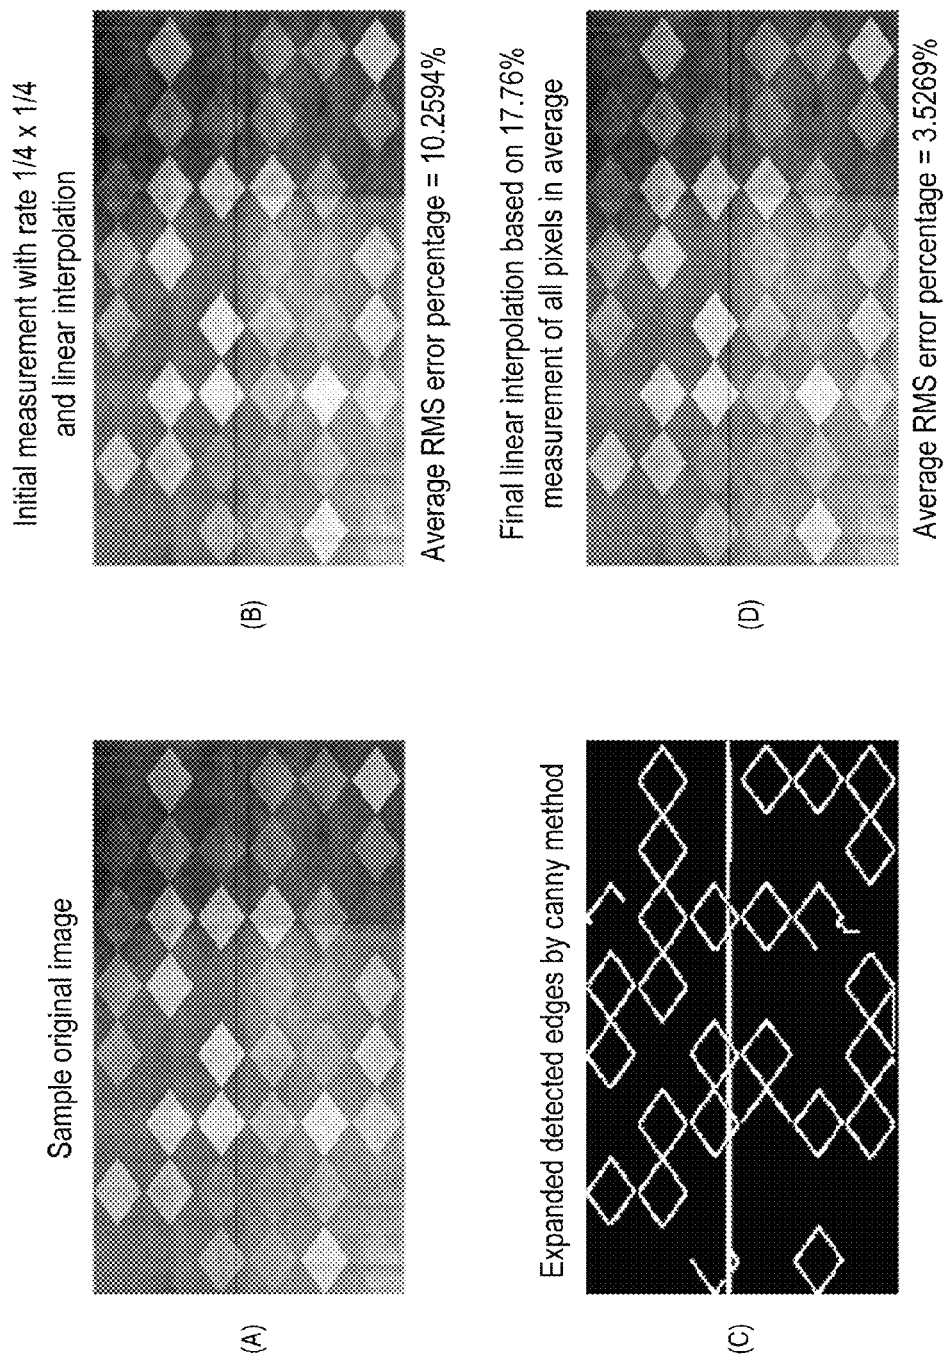 Sample original image
(A)
Initial measurement with rate 1/4 x 1/4
and linear interpolation
(B)
Average RMS error percentage = 10.2594%
Expanded detected edges by canny method
(C)
Final linear interpolation based on 17.76%
measurement of all pixels in average
(D)
Average RMS error percentage = 3.5269%